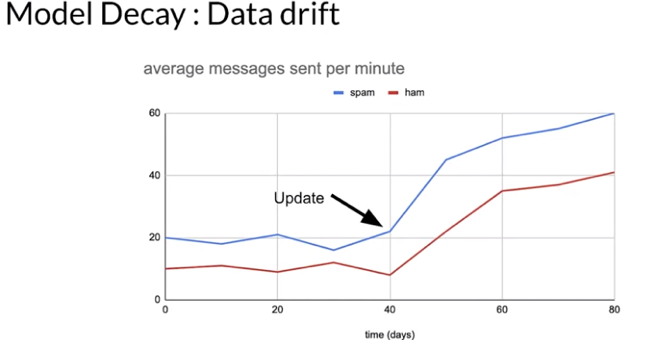 Model Decay : Data drift
average messages sent per minute
spam ham
60
40
Update
20
0
0 20 40 60 80
time (days)